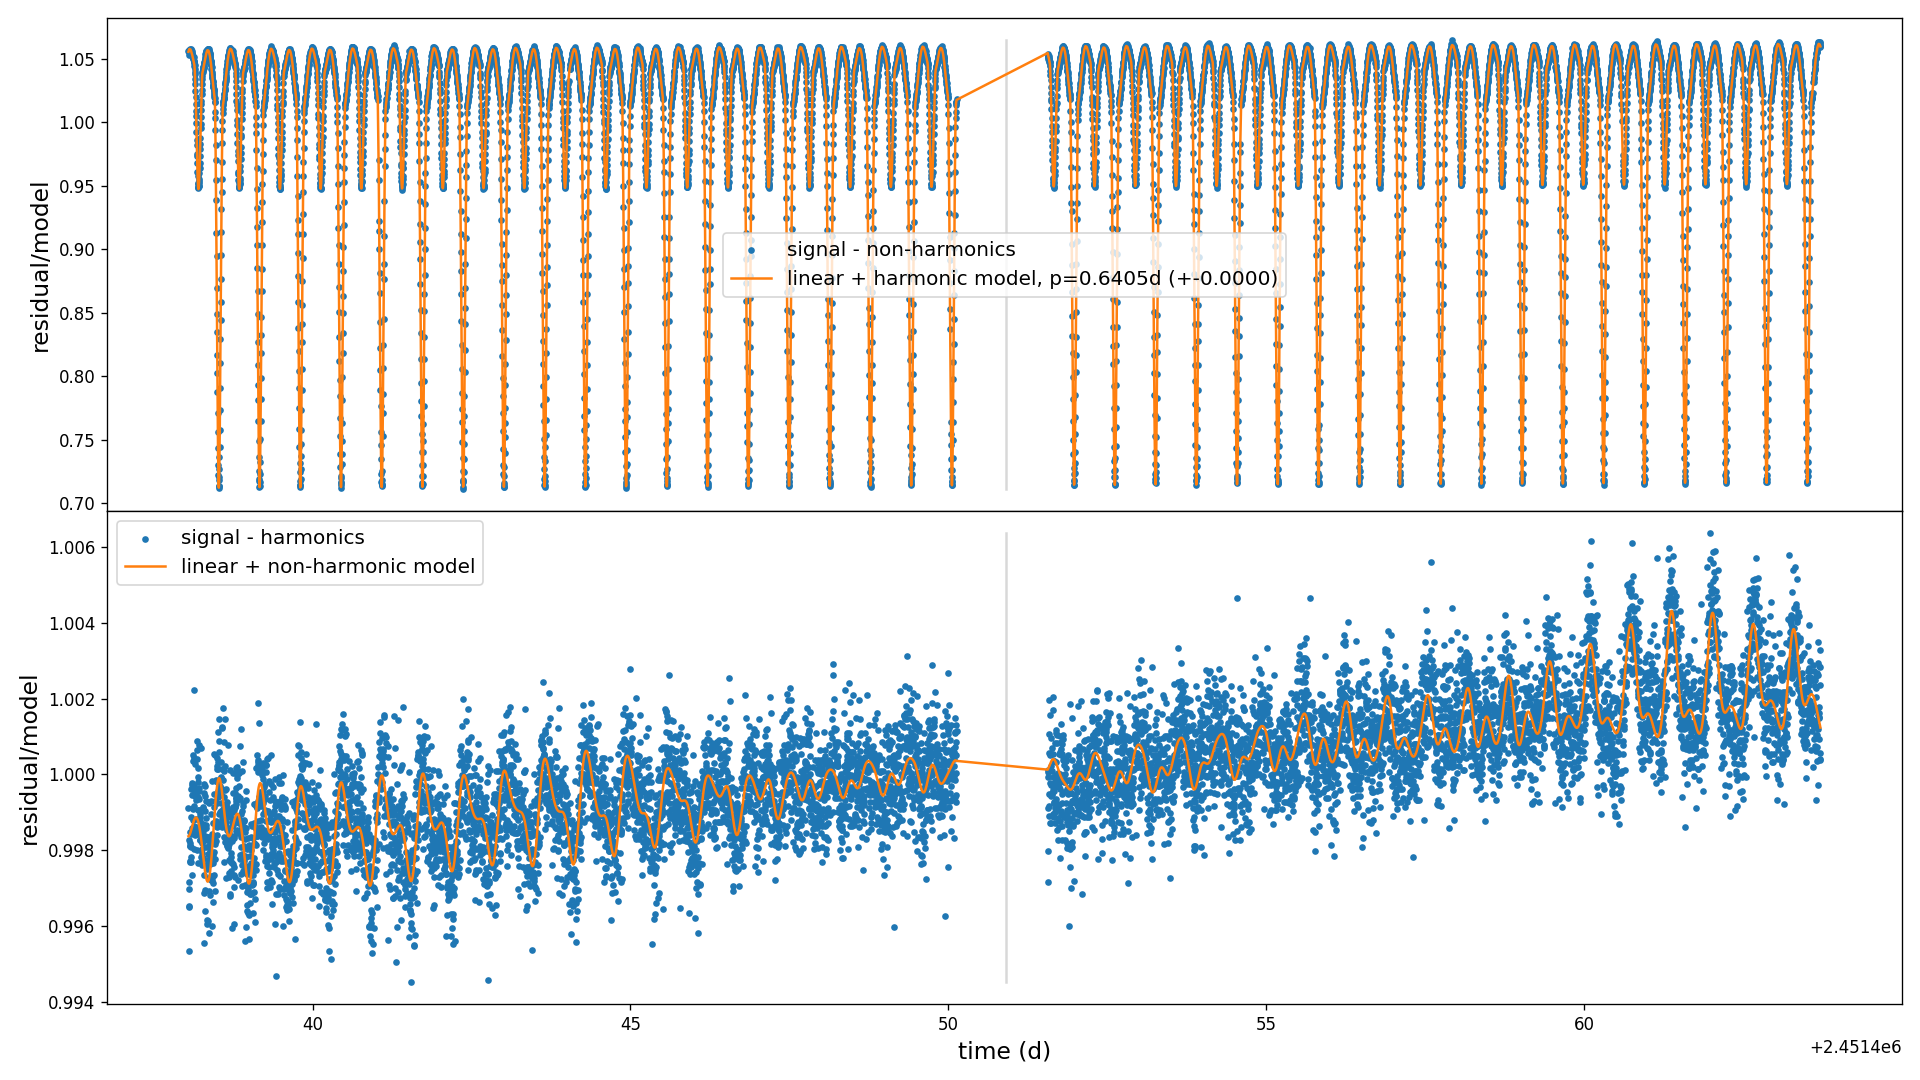 residual/model
1.05
1.00
0.95
0.90
0.85
0.80
0.75
0.70
signal - non-harmonics
linear + harmonic model, p=0.6405d (+-0.0000)
residual/model
1.006
1.004
1.002
1.000
0.998
0.996
0.994
signal - harmonics
linear + non-harmonic model
40 45 50 55 60
time (d)
+2.4514e6